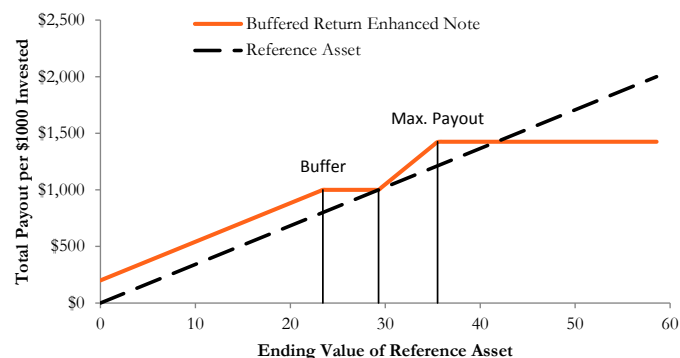 Total Payout per $1000 Invested
$2,500
$2,000
$1,500
$1,000
$500
$0
Buffered Return Enhanced Note
Reference Asset
Max. Payout
Buffer
0 10 20 30 40 50 60
Ending Value of Reference Asset